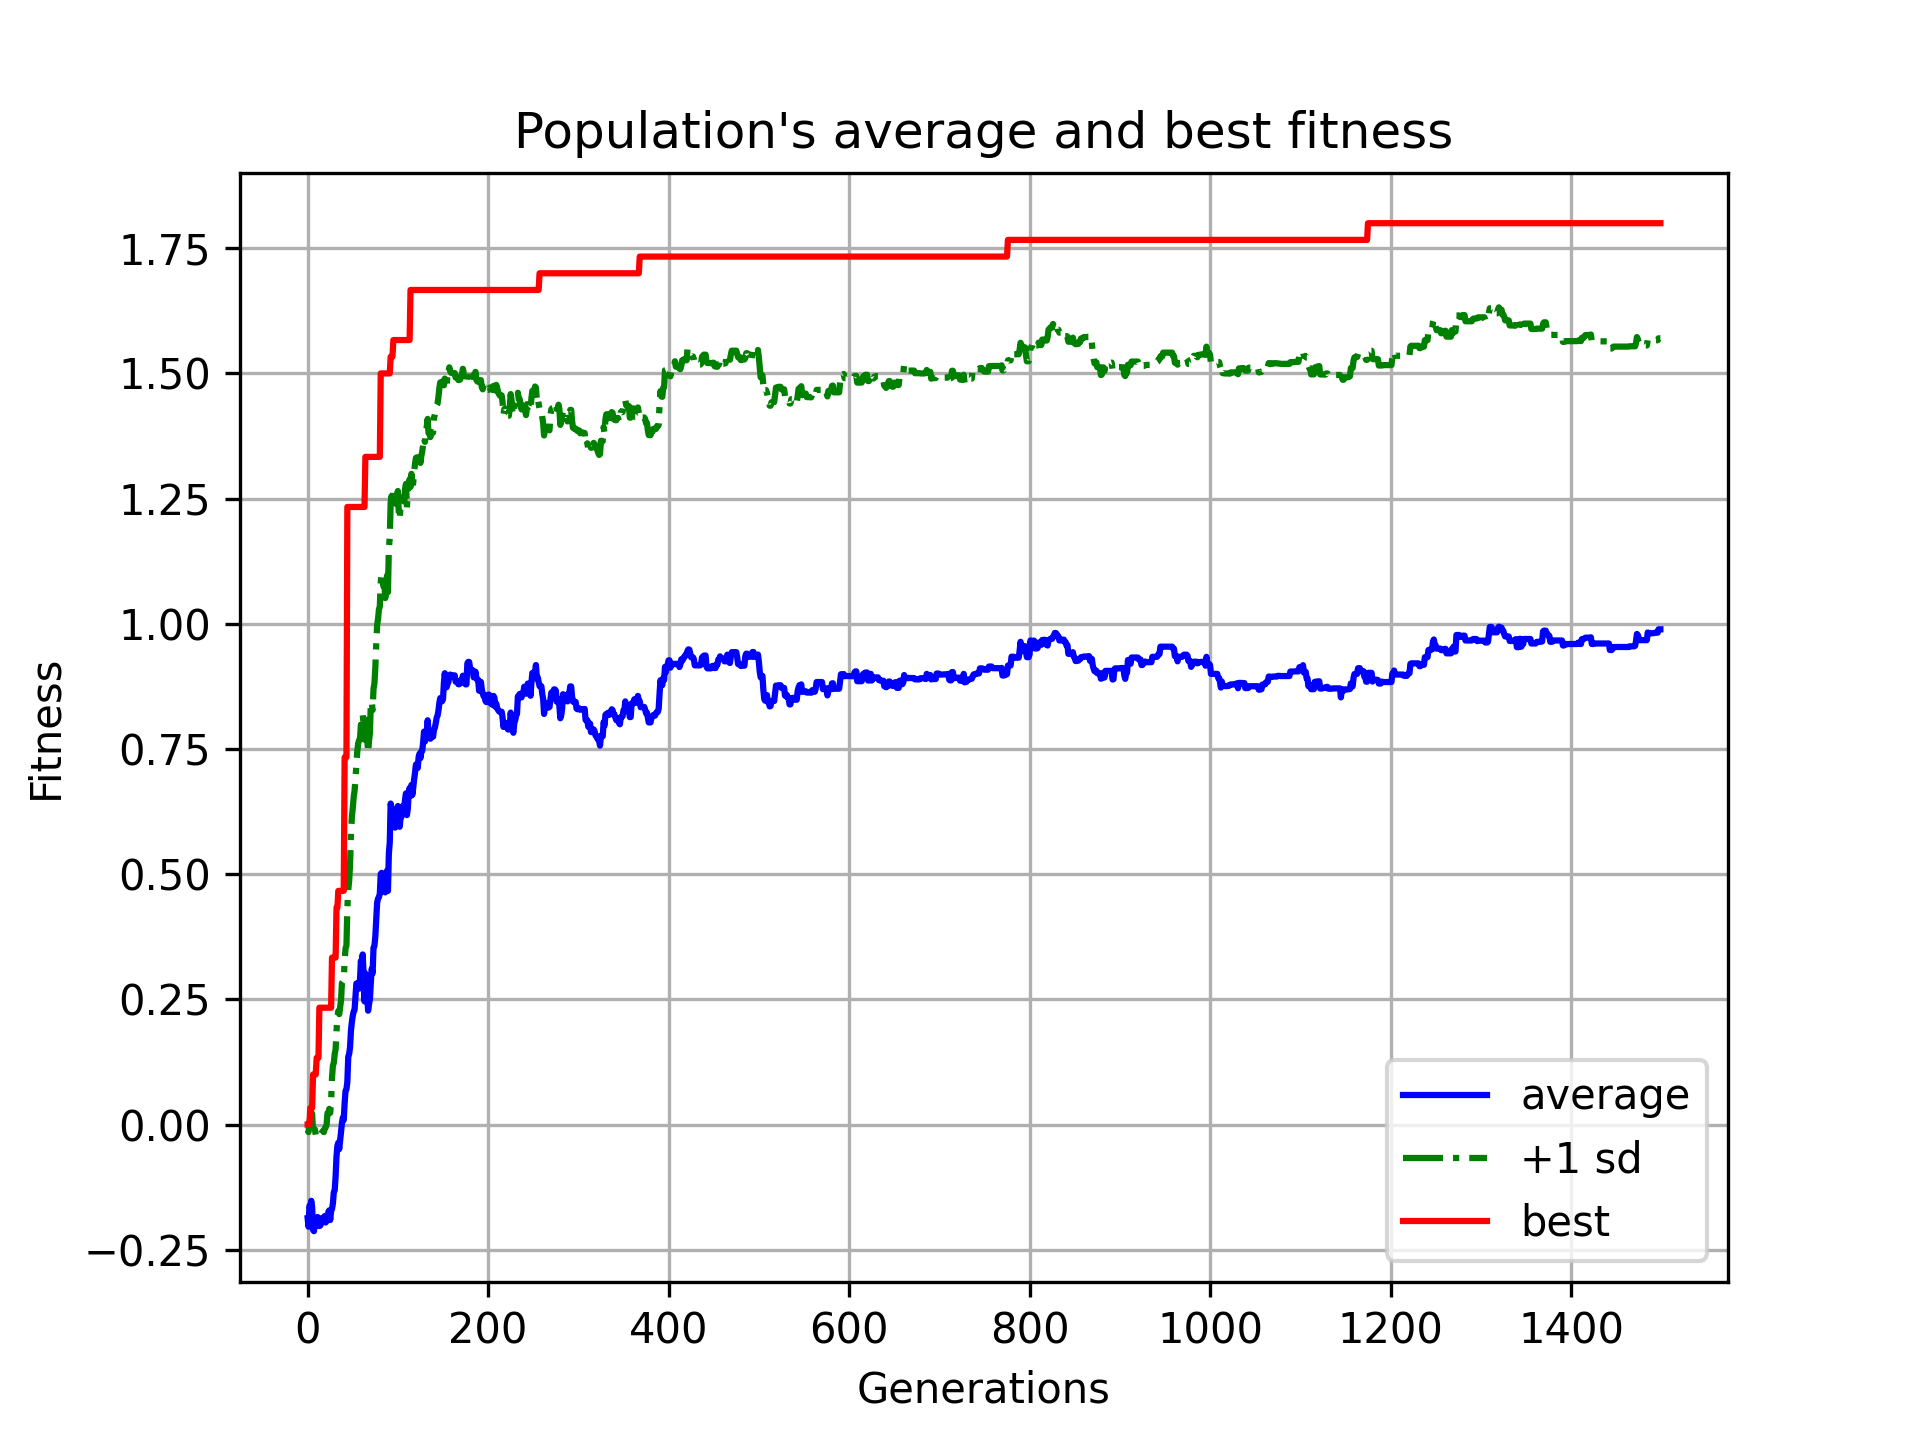 Population's average and best fitness
Fitness
1.75
1.50
1.25
1.00
0.75
0.50
0.25
0.00
−0.25
0 200 400 600 800 1000 1200 1400
Generations
average
+1 sd
best